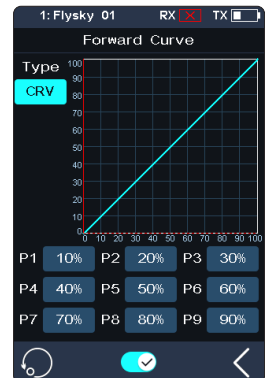 1: Flysky 01 RX TX
Forward Curve
Type
CRV
100
90
80
70
60
50
40
30
20
10
0
0 10 20 30 40 50 60 70 80 90 100
P1 10% P2 20% P3 30%
P4 40% P5 50% P6 60%
P7 70% P8 80% P9 90%